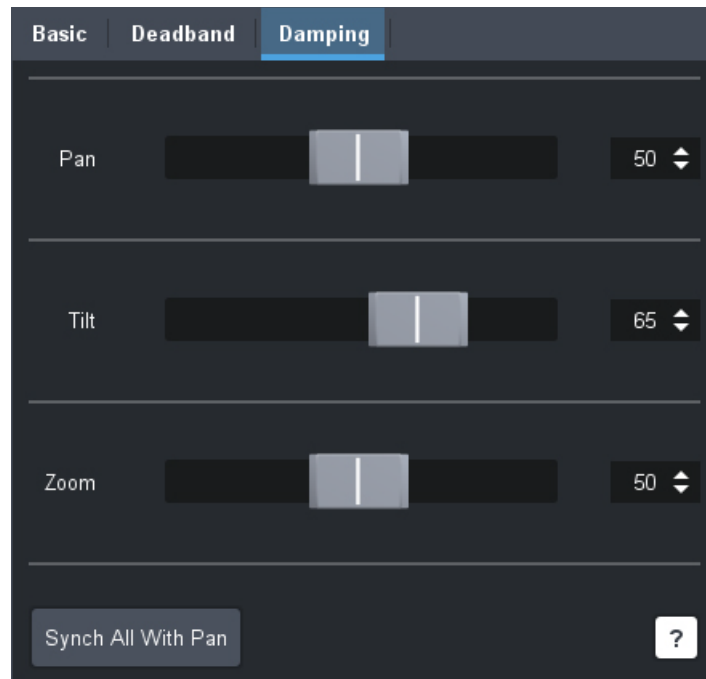 Basic Deadband Damping
Pan 50
Tilt 65
Zoom 50
Synch All With Pan ?